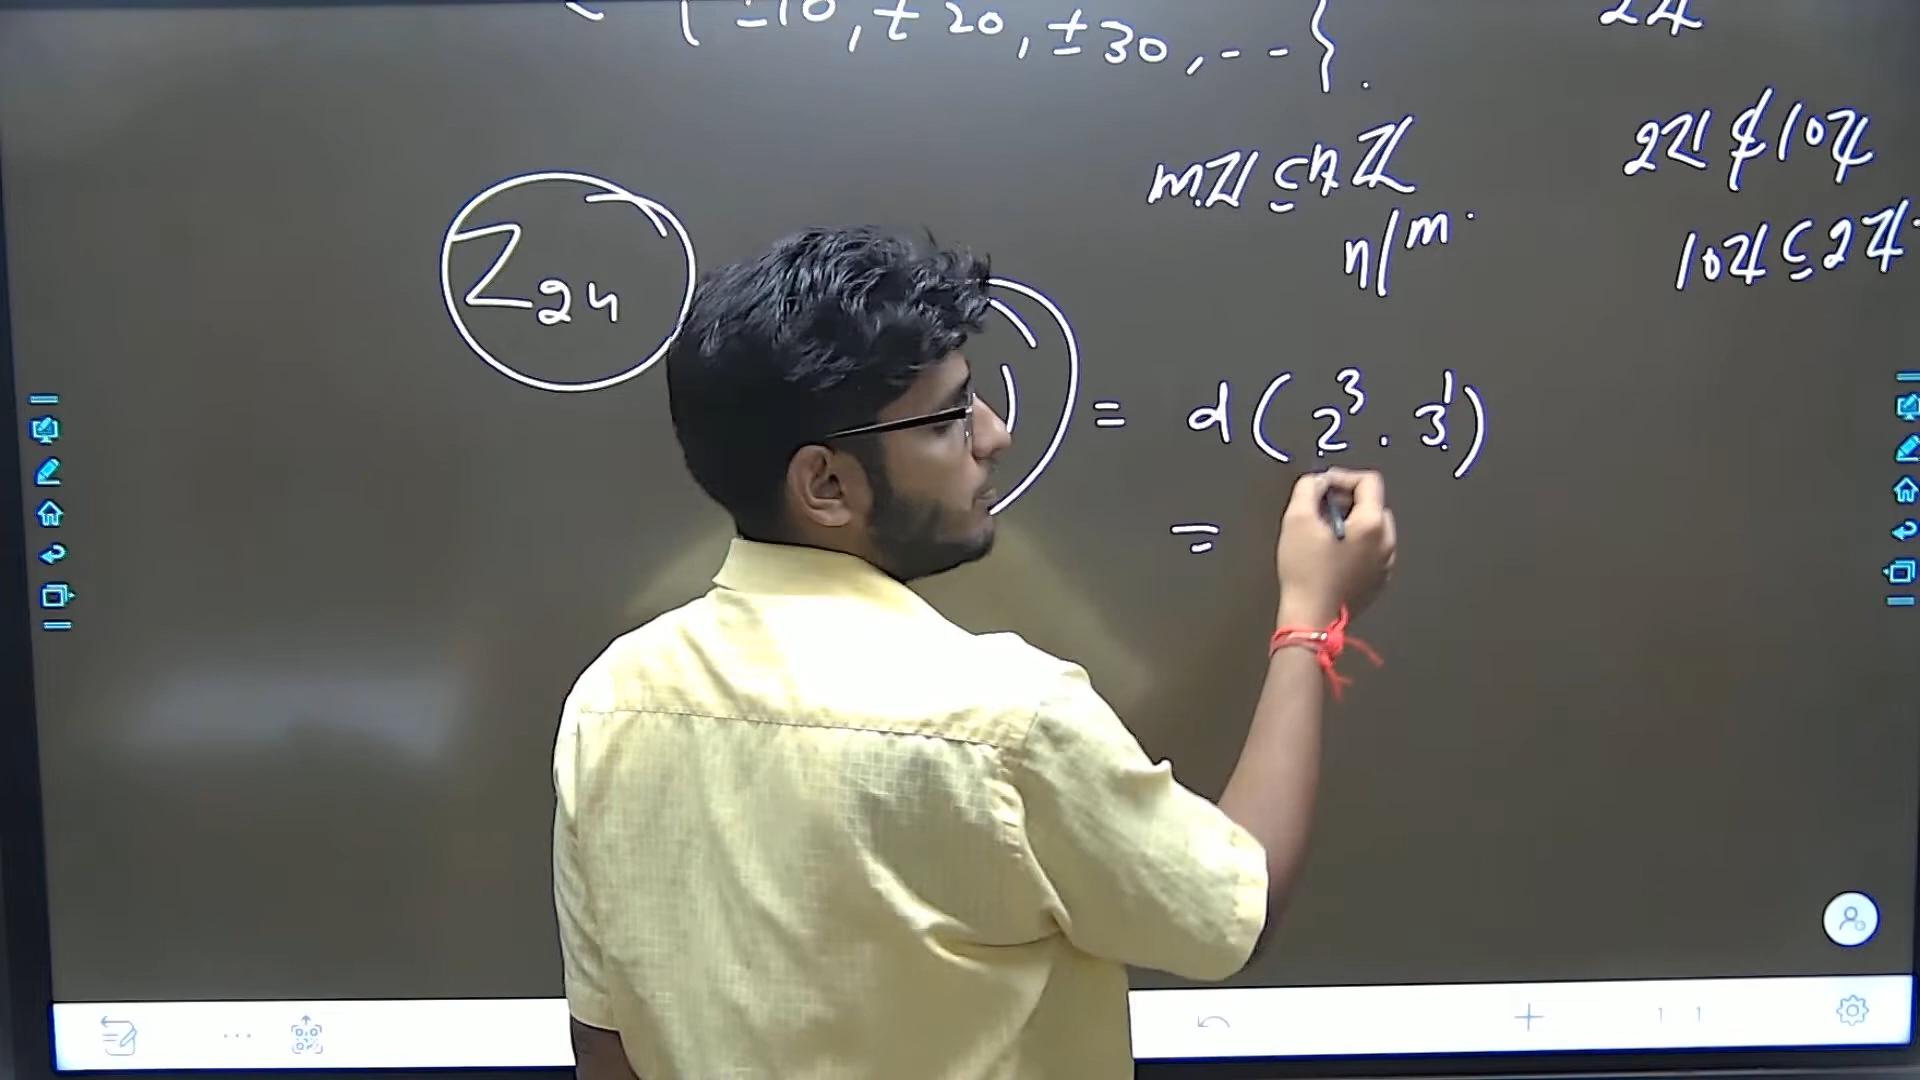 { ±10, ± 20, ± 30, - - }.
2ℤ
mℤ ⊆ nℤ
n/m.
2ℤ ⊄ 10ℤ
10ℤ ⊆ 2ℤ
Z₂₄
) = d(2³ . 3¹)
=